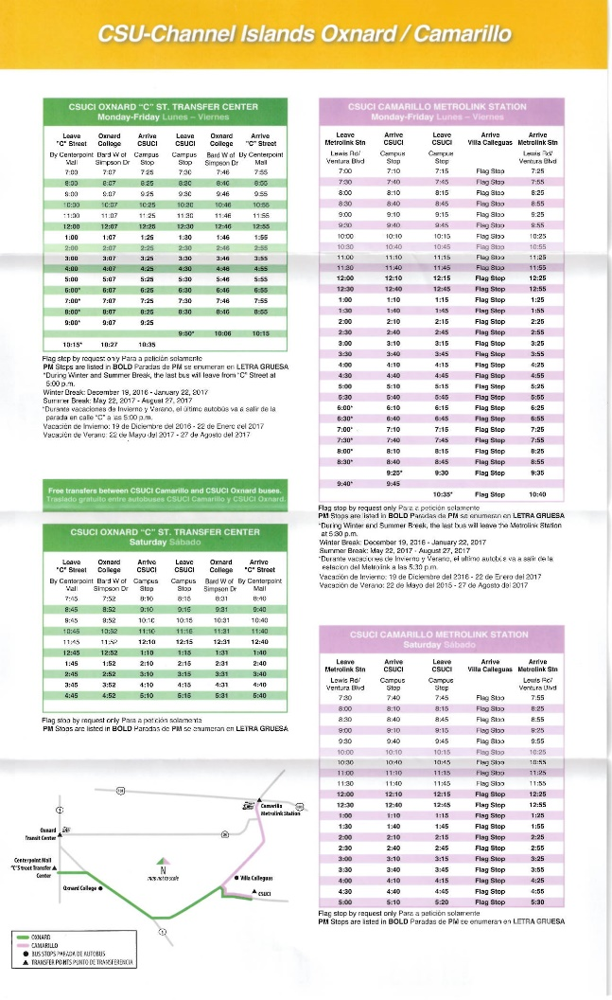 CSU-Channel Islands Oxnard / Camarillo
CSUCI OXNARD "C" ST. TRANSFER CENTER
Monday-Friday Lunes – Viernes
Leave "C" Street Oxnard College Arrive CSUCI Leave CSUCI Oxnard College Arrive "C" Street
By Centerpoint Mall Bard W of Simpson Dr Campus Stop Campus Stop Bard W of Simpson Dr By Centerpoint Mall
7:00 7:07 7:25 7:30 7:46 7:55
8:00 8:07 8:25 8:30 8:46 8:55
9:00 9:07 9:25 9:30 9:46 9:55
10:00 10:07 10:25 10:30 10:46 10:55
11:00 11:07 11:25 11:30 11:46 11:55
12:00 12:07 12:25 12:30 12:46 12:55
1:00 1:07 1:25 1:30 1:46 1:55
2:00 2:07 2:25 2:30 2:46 2:55
3:00 3:07 3:25 3:30 3:46 3:55
4:00 4:07 4:25 4:30 4:46 4:55
5:00 5:07 5:25 5:30 5:46 5:55
6:00* 6:07 6:25 6:30 6:46 6:55
7:00* 7:07 7:25 7:30 7:46 7:55
8:00* 8:07 8:25 8:30 8:46 8:55
9:00* 9:07 9:25
9:50* 10:06 10:15
10:15* 10:27 10:35
Flag stop by request only Para a petición solamente
PM Stops are listed in BOLD Paradas de PM se enumeran en LETRA GRUESA
*During Winter and Summer Break, the last bus will leave from "C" Street at
5:00 p.m.
Winter Break: December 19, 2016 - January 22, 2017
Summer Break: May 22, 2017 - August 27, 2017
*Durante vacaciones de Invierno y Verano, el último autobús va a salir de la
parada en calle "C" a las 5:00 p.m.
Vacación de Invierno: 19 de Diciembre del 2016 - 22 de Enero del 2017
Vacación de Verano: 22 de Mayo del 2017 - 27 de Agosto del 2017
Free transfers between CSUCI Camarillo and CSUCI Oxnard buses.
Traslado gratuito entre autobuses CSUCI Camarillo y CSUCI Oxnard.
CSUCI OXNARD "C" ST. TRANSFER CENTER
Saturday Sábado
Leave "C" Street Oxnard College Arrive CSUCI Leave CSUCI Oxnard College Arrive "C" Street
By Centerpoint Mall Bard W of Simpson Dr Campus Stop Campus Stop Bard W of Simpson Dr By Centerpoint Mall
7:45 7:52 8:10 8:15 8:31 8:40
8:45 8:52 9:10 9:15 9:31 9:40
9:45 9:52 10:10 10:15 10:31 10:40
10:45 10:52 11:10 11:15 11:31 11:40
11:45 11:52 12:10 12:15 12:31 12:40
12:45 12:52 1:10 1:15 1:31 1:40
1:45 1:52 2:10 2:15 2:31 2:40
2:45 2:52 3:10 3:15 3:31 3:40
3:45 3:52 4:10 4:15 4:31 4:40
4:45 4:52 5:10 5:15 5:31 5:40
Flag stop by request only Para a petición solamente
PM Stops are listed in BOLD Paradas de PM se enumeran en LETRA GRUESA
CSUCI CAMARILLO METROLINK STATION
Monday-Friday Lunes – Viernes
Leave Metrolink Stn Arrive CSUCI Leave CSUCI Arrive Villa Calleguas Arrive Metrolink Stn
Lewis Rd/ Ventura Blvd Campus Stop Campus Stop Lewis Rd/ Ventura Blvd
7:00 7:10 7:15 Flag Stop 7:25
7:30 7:40 7:45 Flag Stop 7:55
8:00 8:10 8:15 Flag Stop 8:25
8:30 8:40 8:45 Flag Stop 8:55
9:00 9:10 9:15 Flag Stop 9:25
9:30 9:40 9:45 Flag Stop 9:55
10:00 10:10 10:15 Flag Stop 10:25
10:30 10:40 10:45 Flag Stop 10:55
11:00 11:10 11:15 Flag Stop 11:25
11:30 11:40 11:45 Flag Stop 11:55
12:00 12:10 12:15 Flag Stop 12:25
12:30 12:40 12:45 Flag Stop 12:55
1:00 1:10 1:15 Flag Stop 1:25
1:30 1:40 1:45 Flag Stop 1:55
2:00 2:10 2:15 Flag Stop 2:25
2:30 2:40 2:45 Flag Stop 2:55
3:00 3:10 3:15 Flag Stop 3:25
3:30 3:40 3:45 Flag Stop 3:55
4:00 4:10 4:15 Flag Stop 4:25
4:30 4:40 4:45 Flag Stop 4:55
5:00 5:10 5:15 Flag Stop 5:25
5:30 5:40 5:45 Flag Stop 5:55
6:00* 6:10 6:15 Flag Stop 6:25
6:30* 6:40 6:45 Flag Stop 6:55
7:00* 7:10 7:15 Flag Stop 7:25
7:30* 7:40 7:45 Flag Stop 7:55
8:00* 8:10 8:15 Flag Stop 8:25
8:30* 8:40 8:45 Flag Stop 8:55
9:25* 9:30 Flag Stop 9:35
9:40* 9:45
10:35* Flag Stop 10:40
Flag stop by request only Para a petición solamente
PM Stops are listed in BOLD Paradas de PM se enumeran en LETRA GRUESA
*During Winter and Summer Break, the last bus will leave the Metrolink Station
at 5:30 p.m.
Winter Break: December 19, 2016 - January 22, 2017
Summer Break: May 22, 2017 - August 27, 2017
*Durante vacaciones de Invierno y Verano, el último autobús va a salir de la
estacion del Metrolink a las 5:30 p.m.
Vacación de Invierno: 19 de Diciembre del 2016 - 22 de Enero del 2017
Vacación de Verano: 22 de Mayo del 2015 - 27 de Agosto del 2017
CSUCI CAMARILLO METROLINK STATION
Saturday Sábado
Leave Metrolink Stn Arrive CSUCI Leave CSUCI Arrive Villa Calleguas Arrive Metrolink Stn
Lewis Rd/ Ventura Blvd Campus Stop Campus Stop Lewis Rd/ Ventura Blvd
7:30 7:40 7:45 Flag Stop 7:55
8:00 8:10 8:15 Flag Stop 8:25
8:30 8:40 8:45 Flag Stop 8:55
9:00 9:10 9:15 Flag Stop 9:25
9:30 9:40 9:45 Flag Stop 9:55
10:00 10:10 10:15 Flag Stop 10:25
10:30 10:40 10:45 Flag Stop 10:55
11:00 11:10 11:15 Flag Stop 11:25
11:30 11:40 11:45 Flag Stop 11:55
12:00 12:10 12:15 Flag Stop 12:25
12:30 12:40 12:45 Flag Stop 12:55
1:00 1:10 1:15 Flag Stop 1:25
1:30 1:40 1:45 Flag Stop 1:55
2:00 2:10 2:15 Flag Stop 2:25
2:30 2:40 2:45 Flag Stop 2:55
3:00 3:10 3:15 Flag Stop 3:25
3:30 3:40 3:45 Flag Stop 3:55
4:00 4:10 4:15 Flag Stop 4:25
4:30 4:40 4:45 Flag Stop 4:55
5:00 5:10 5:20 Flag Stop 5:30
Flag stop by request only Para a petición solamente
PM Stops are listed in BOLD Paradas de PM se enumeran en LETRA GRUESA
101
1
Camarillo
Metrolink Station
Oxnard
Transit Center
Centerpoint Mall
"C" Street Transfer
Center
N
map not to scale
Oxnard College
Villa Calleguas
CSUCI
1
OXNARD
CAMARILLO
BUS STOPS PARADA DE AUTOBUS
TRANSFER POINTS PUNTO DE TRANSFERENCIA